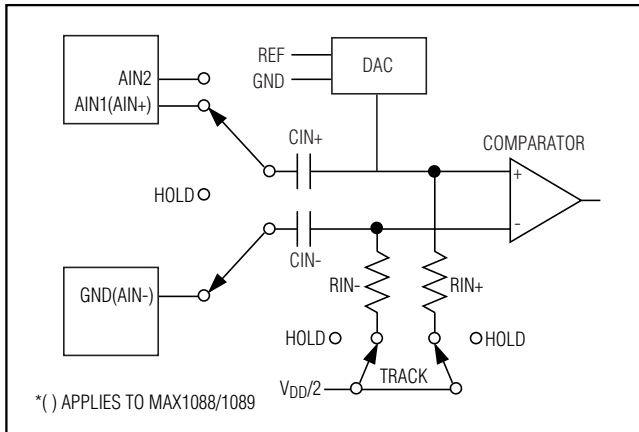 REF
GND
DAC
AIN2
AIN1(AIN+)
CIN+
COMPARATOR
+
-
HOLD
CIN-
GND(AIN-)
RIN-
RIN+
HOLD
HOLD
TRACK
VDD/2
*( ) APPLIES TO MAX1088/1089